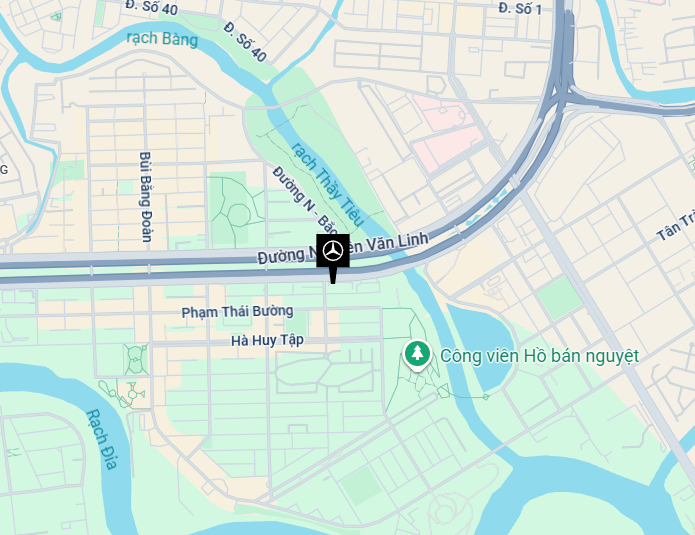 Đ. Số 40
Đ. Số 1
rạch Bàng
Đ. Số 40
G
Bùi Bằng Đoàn
rạch Thầy Tiêu
Đường N - Bắc
Tân Trà
Đường N
ễn Văn Linh
Phạm Thái Bường
Hà Huy Tập
Công viên Hồ bán nguyệt
Rạch Đỉa